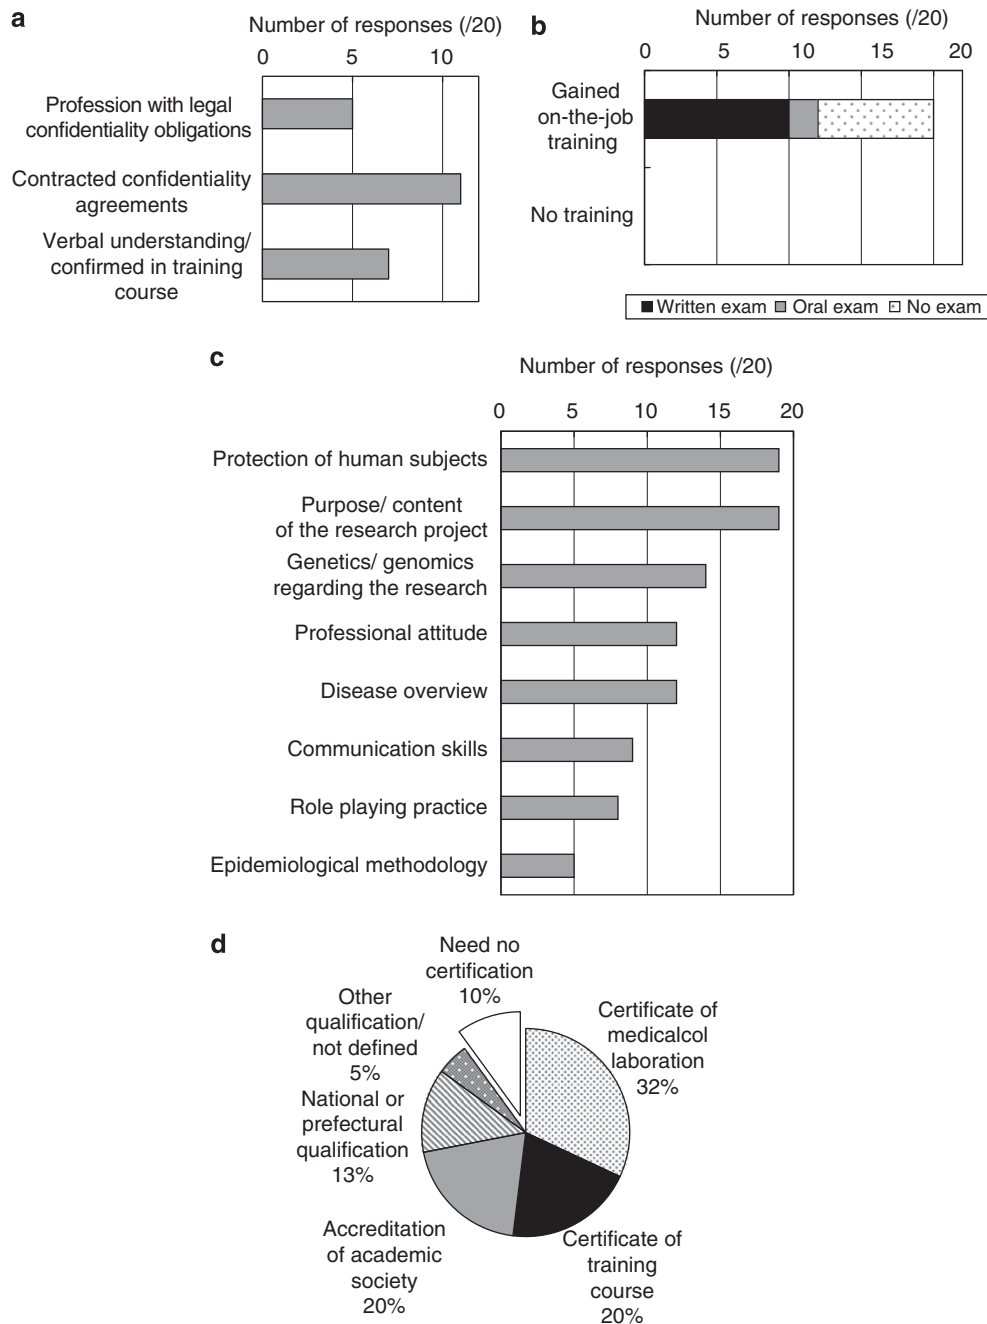 a
Number of responses (/20)
0 5 10
Profession with legal
confidentiality obligations
Contracted confidentiality
agreements
Verbal understanding/
confirmed in training
course
b
Number of responses (/20)
0 5 10 15 20
Gained
on-the-job
training
No training
Written exam Oral exam No exam
c
Number of responses (/20)
0 5 10 15 20
Protection of human subjects
Purpose/ content
of the research project
Genetics/ genomics
regarding the research
Professional attitude
Disease overview
Communication skills
Role playing practice
Epidemiological methodology
d
Need no
certification
10%
Other
qualification/
not defined
5%
Certificate of
medicalcol
laboration
32%
National or
prefectural
qualification
13%
Accreditation
of academic
society
20%
Certificate of
training
course
20%